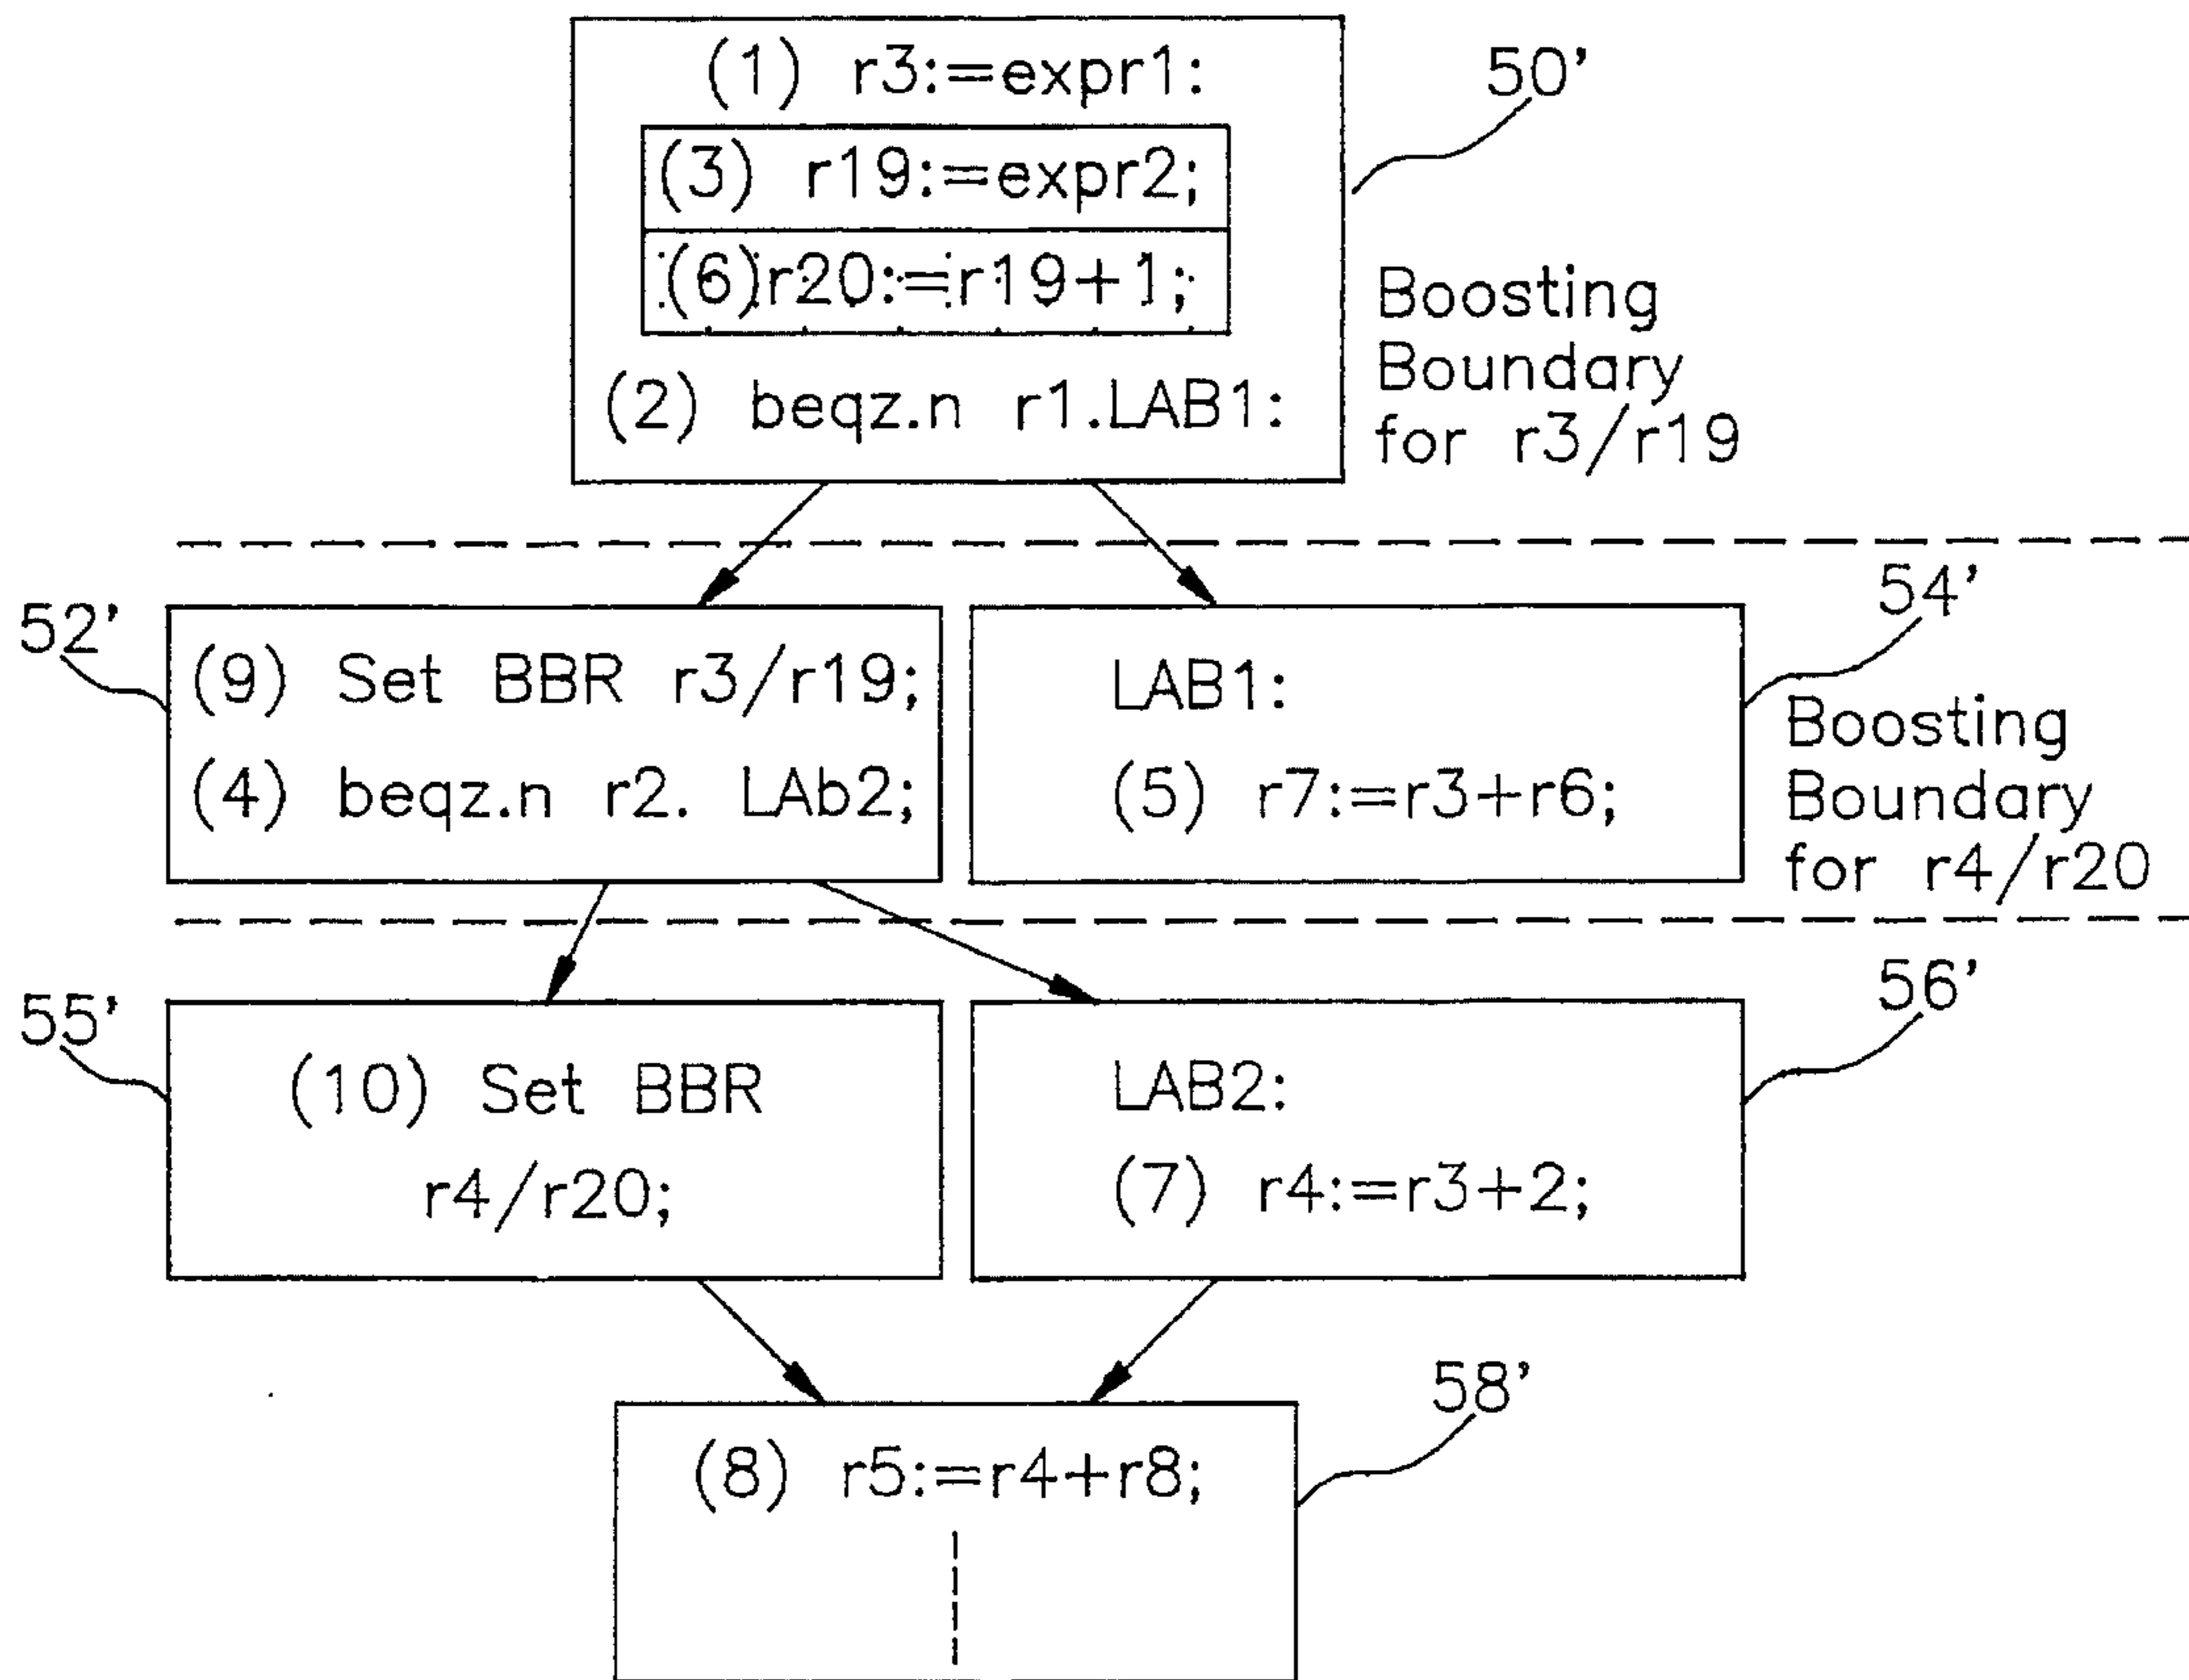 (1) r3:=expr1:
50'
(3) r19:=expr2;
(6)r20:=r19+1;
(2) beqz.n r1.LAB1:
Boosting
Boundary
for r3/r19
52'
(9) Set BBR r3/r19;
(4) beqz.n r2. LAb2;
54'
LAB1:
(5) r7:=r3+r6;
Boosting
Boundary
for r4/r20
55'
(10) Set BBR
r4/r20;
56'
LAB2:
(7) r4:=r3+2;
58'
(8) r5:=r4+r8;